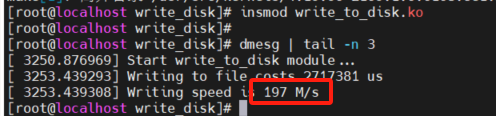 [root@localhost write_disk]# insmod write_to_disk.ko
[root@localhost write_disk]#
[root@localhost write_disk]# dmesg | tail -n 3
[ 3250.876969] Start write_to_disk module...
[ 3253.439293] Writing to file costs 2717381 us
[ 3253.439308] Writing speed is 197 M/s
[root@localhost write_disk]#